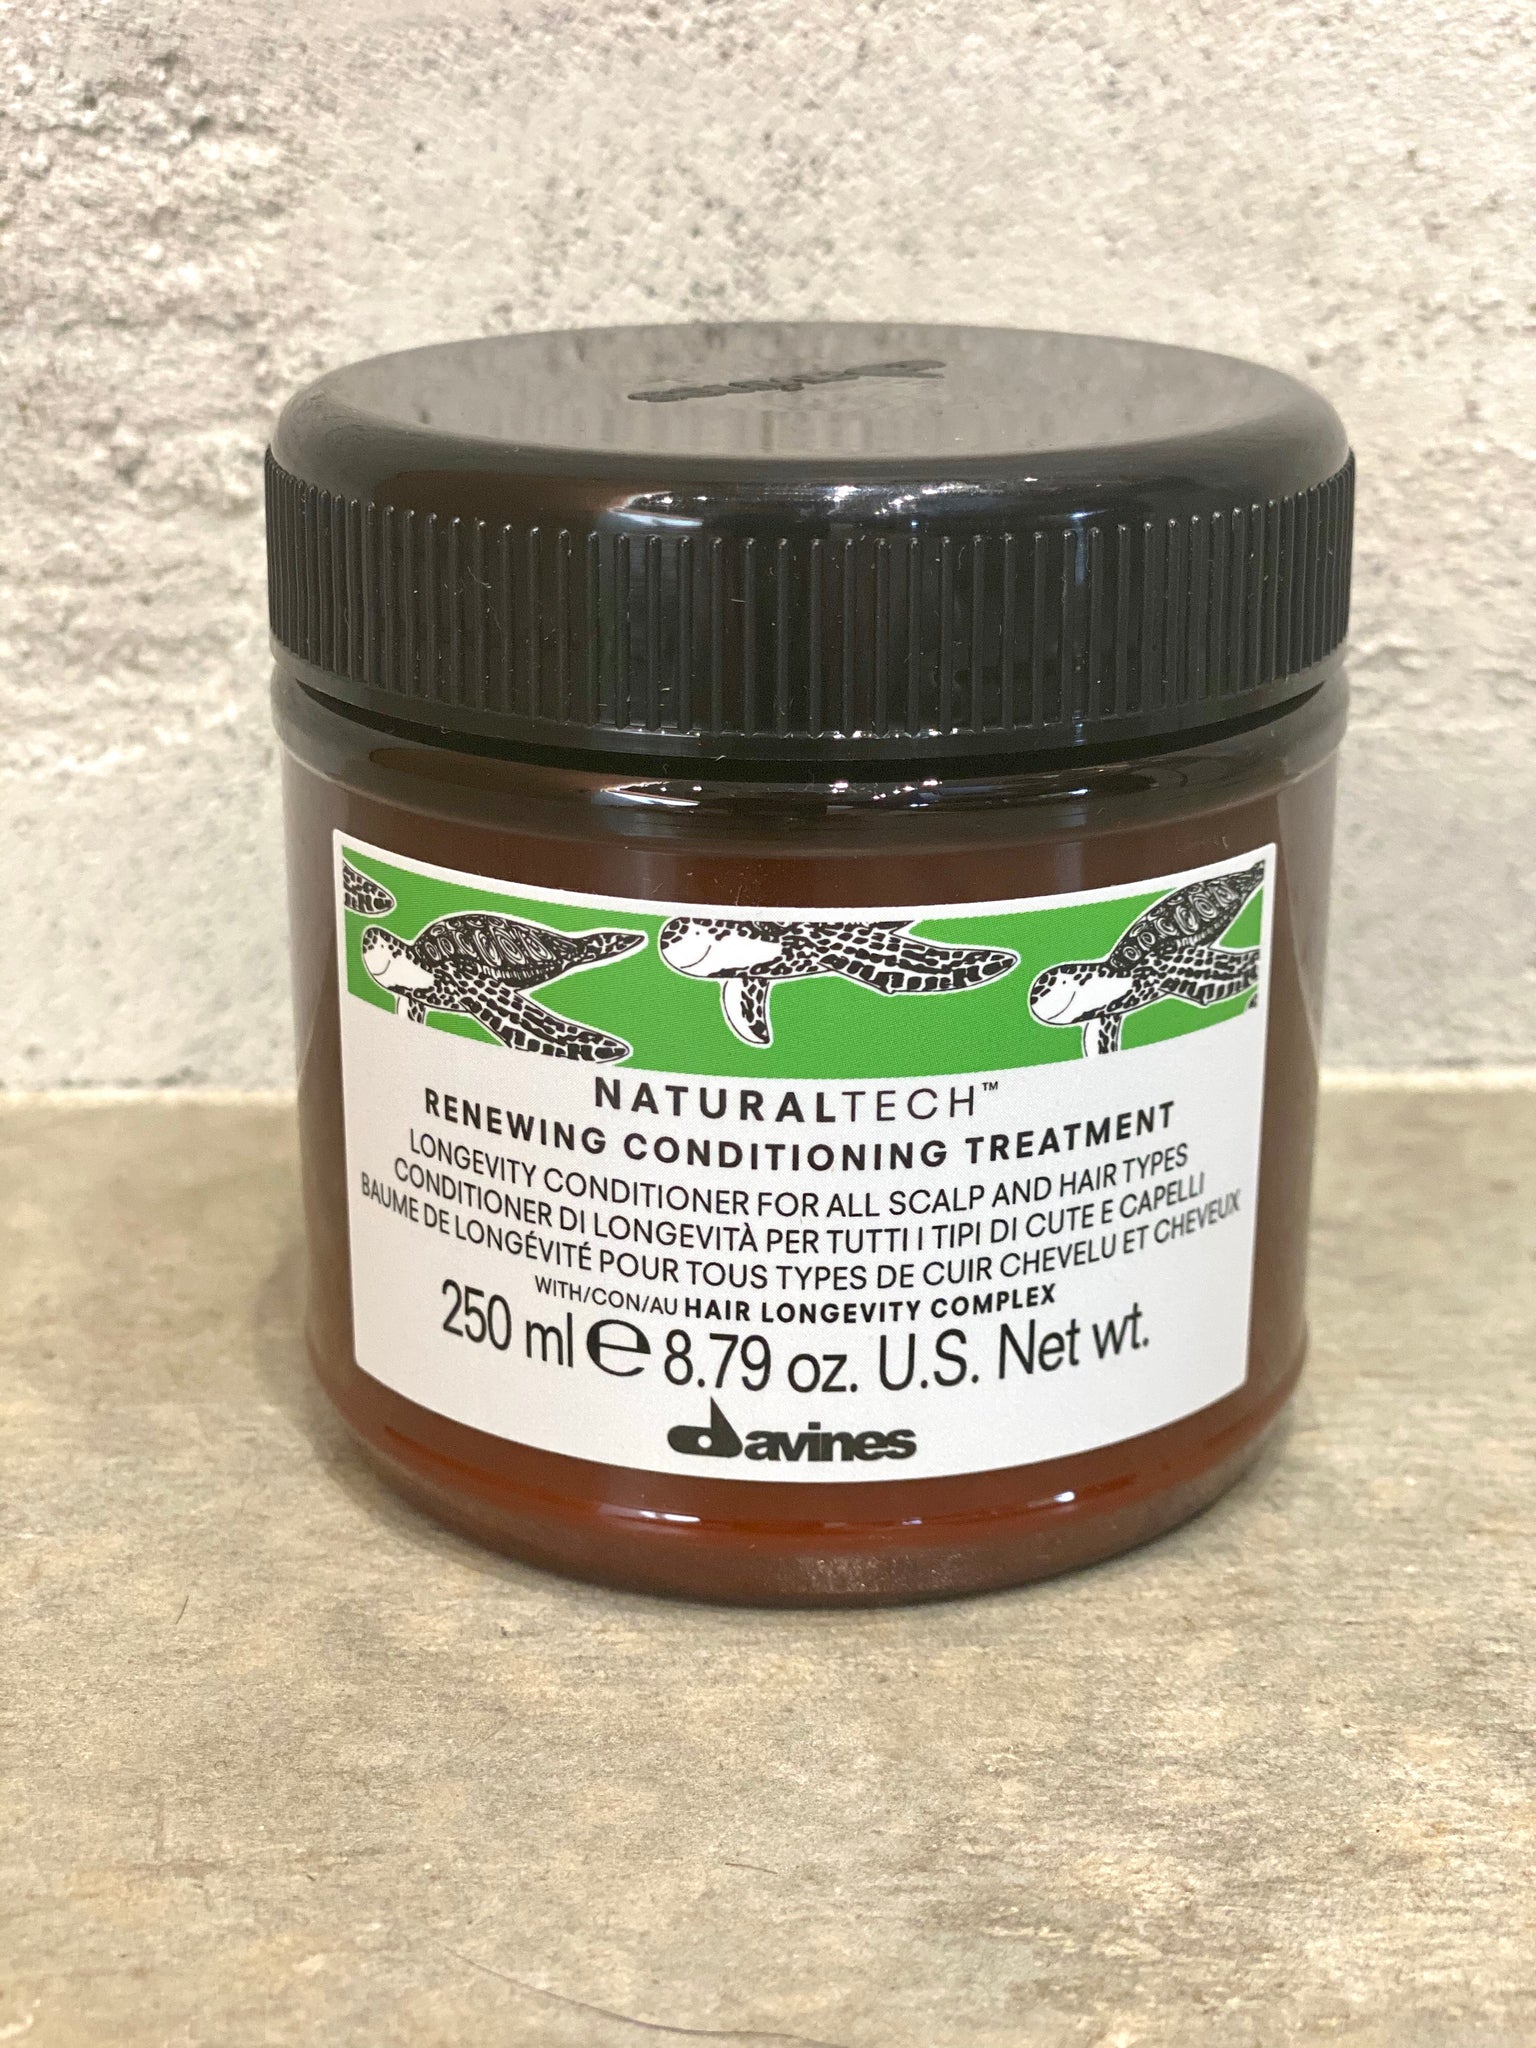 davines
NATURALTECH™
RENEWING CONDITIONING TREATMENT
LONGEVITY CONDITIONER FOR ALL SCALP AND HAIR TYPES
CONDITIONER DI LONGEVITÀ PER TUTTI I TIPI DI CUTE E CAPELLI
BAUME DE LONGÉVITÉ POUR TOUS TYPES DE CUIR CHEVELU ET CHEVEUX
WITH/CON/AU HAIR LONGEVITY COMPLEX
250 ml ℮ 8.79 oz. U.S. Net wt.
davines